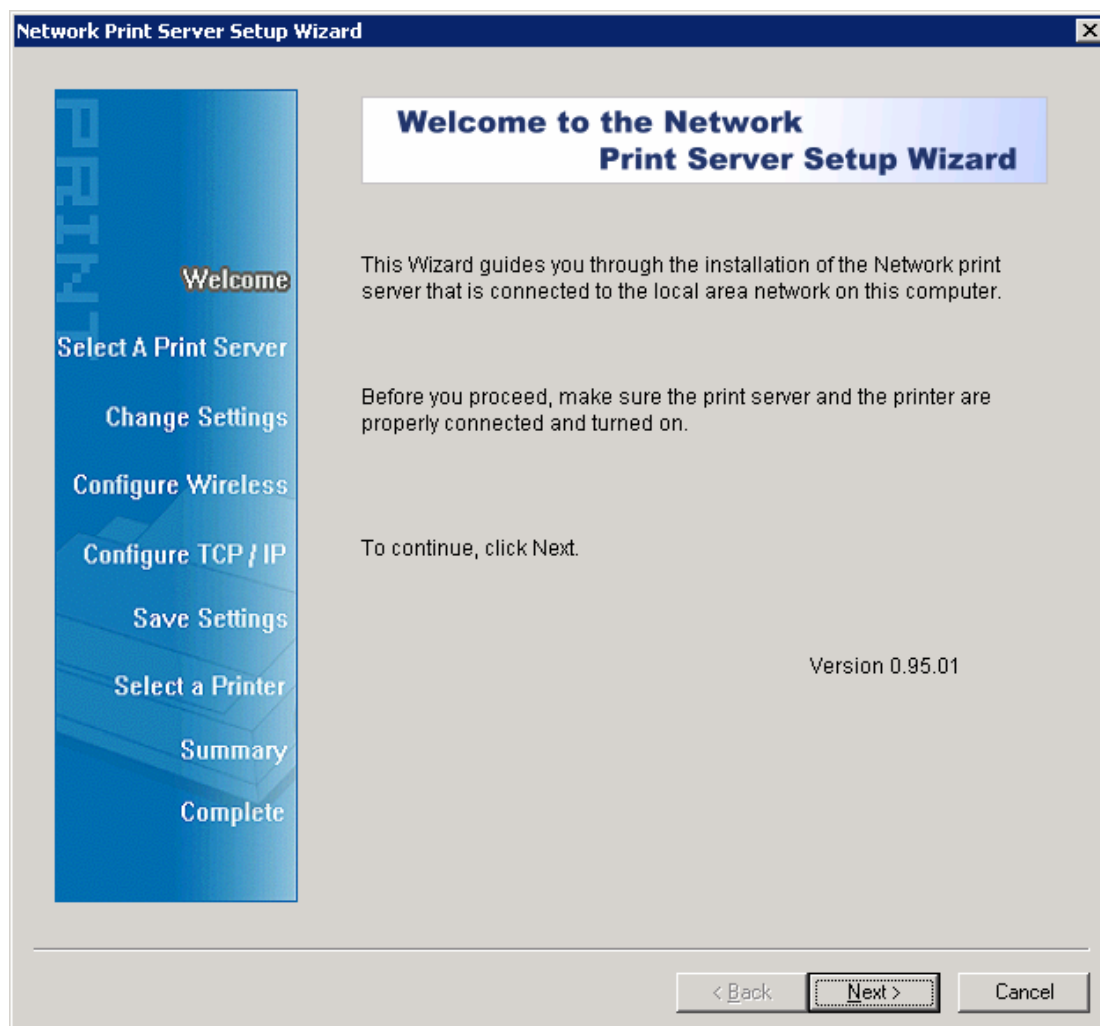 Network Print Server Setup Wizard
PRINT
Welcome
Select A Print Server
Change Settings
Configure Wireless
Configure TCP / IP
Save Settings
Select a Printer
Summary
Complete
Welcome to the Network
Print Server Setup Wizard
This Wizard guides you through the installation of the Network print
server that is connected to the local area network on this computer.
Before you proceed, make sure the print server and the printer are
properly connected and turned on.
To continue, click Next.
Version 0.95.01
< Back
Next >
Cancel